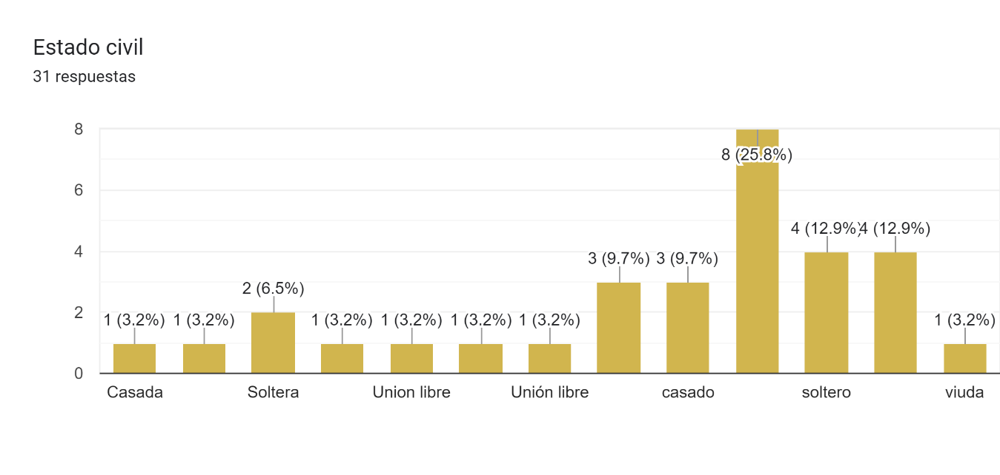 Estado civil
31 respuestas
8
6
4
2
0
1 (3.2%) 1 (3.2%) 2 (6.5%) 1 (3.2%) 1 (3.2%) 1 (3.2%) 1 (3.2%) 3 (9.7%) 3 (9.7%) 8 (25.8%) 4 (12.9%) 4 (12.9%) 1 (3.2%)
Casada Soltera Union libre Unión libre casado soltero viuda